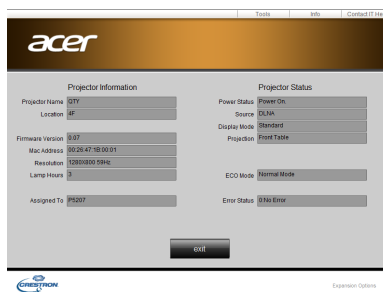 Tools Info Contact IT He
acer
Projector Information
Projector Name QTY
Location 4F
Firmware Version 0.07
Mac Address 00:26:47:1B:00:01
Resolution 1280X800 59Hz
Lamp Hours 3
Assigned To P5207
Projector Status
Power Status Power On.
Source DLNA
Display Mode Standard
Projection Front Table
ECO Mode Normal Mode
Error Status 0:No Error
exit
CRESTRON
Expansion Options